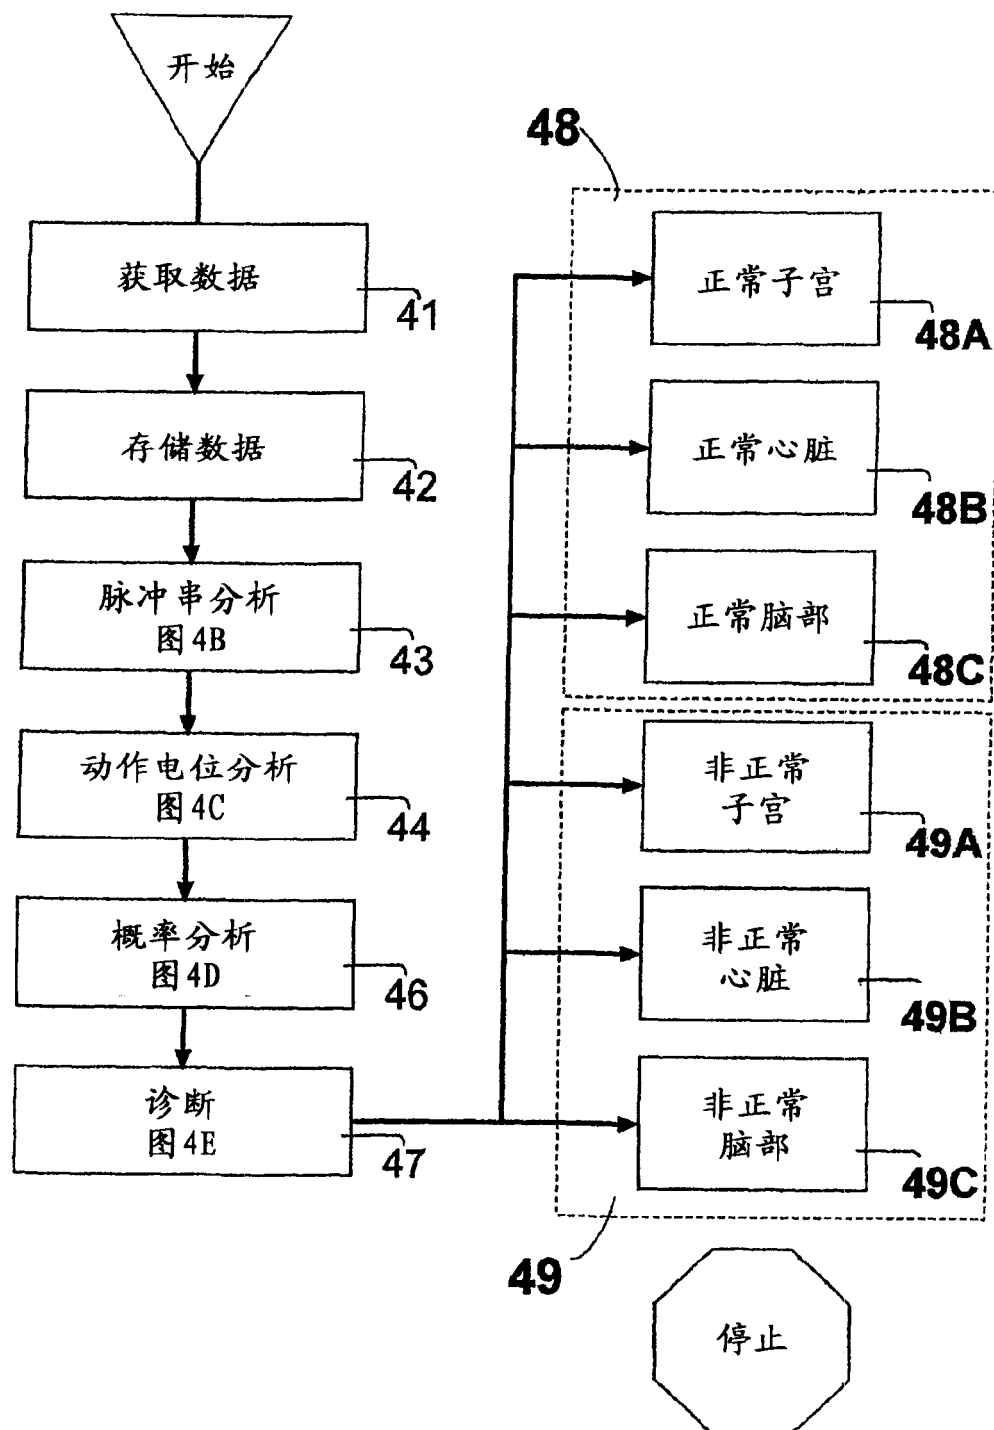 开始
获取数据
41
存储数据
42
脉冲串分析
图4B
43
动作电位分析
图4C
44
概率分析
图4D
46
诊断
图4E
47
48
正常子宫
48A
正常心脏
48B
正常脑部
48C
非正常
子宫
49A
非正常
心脏
49B
非正常
脑部
49C
49
停止